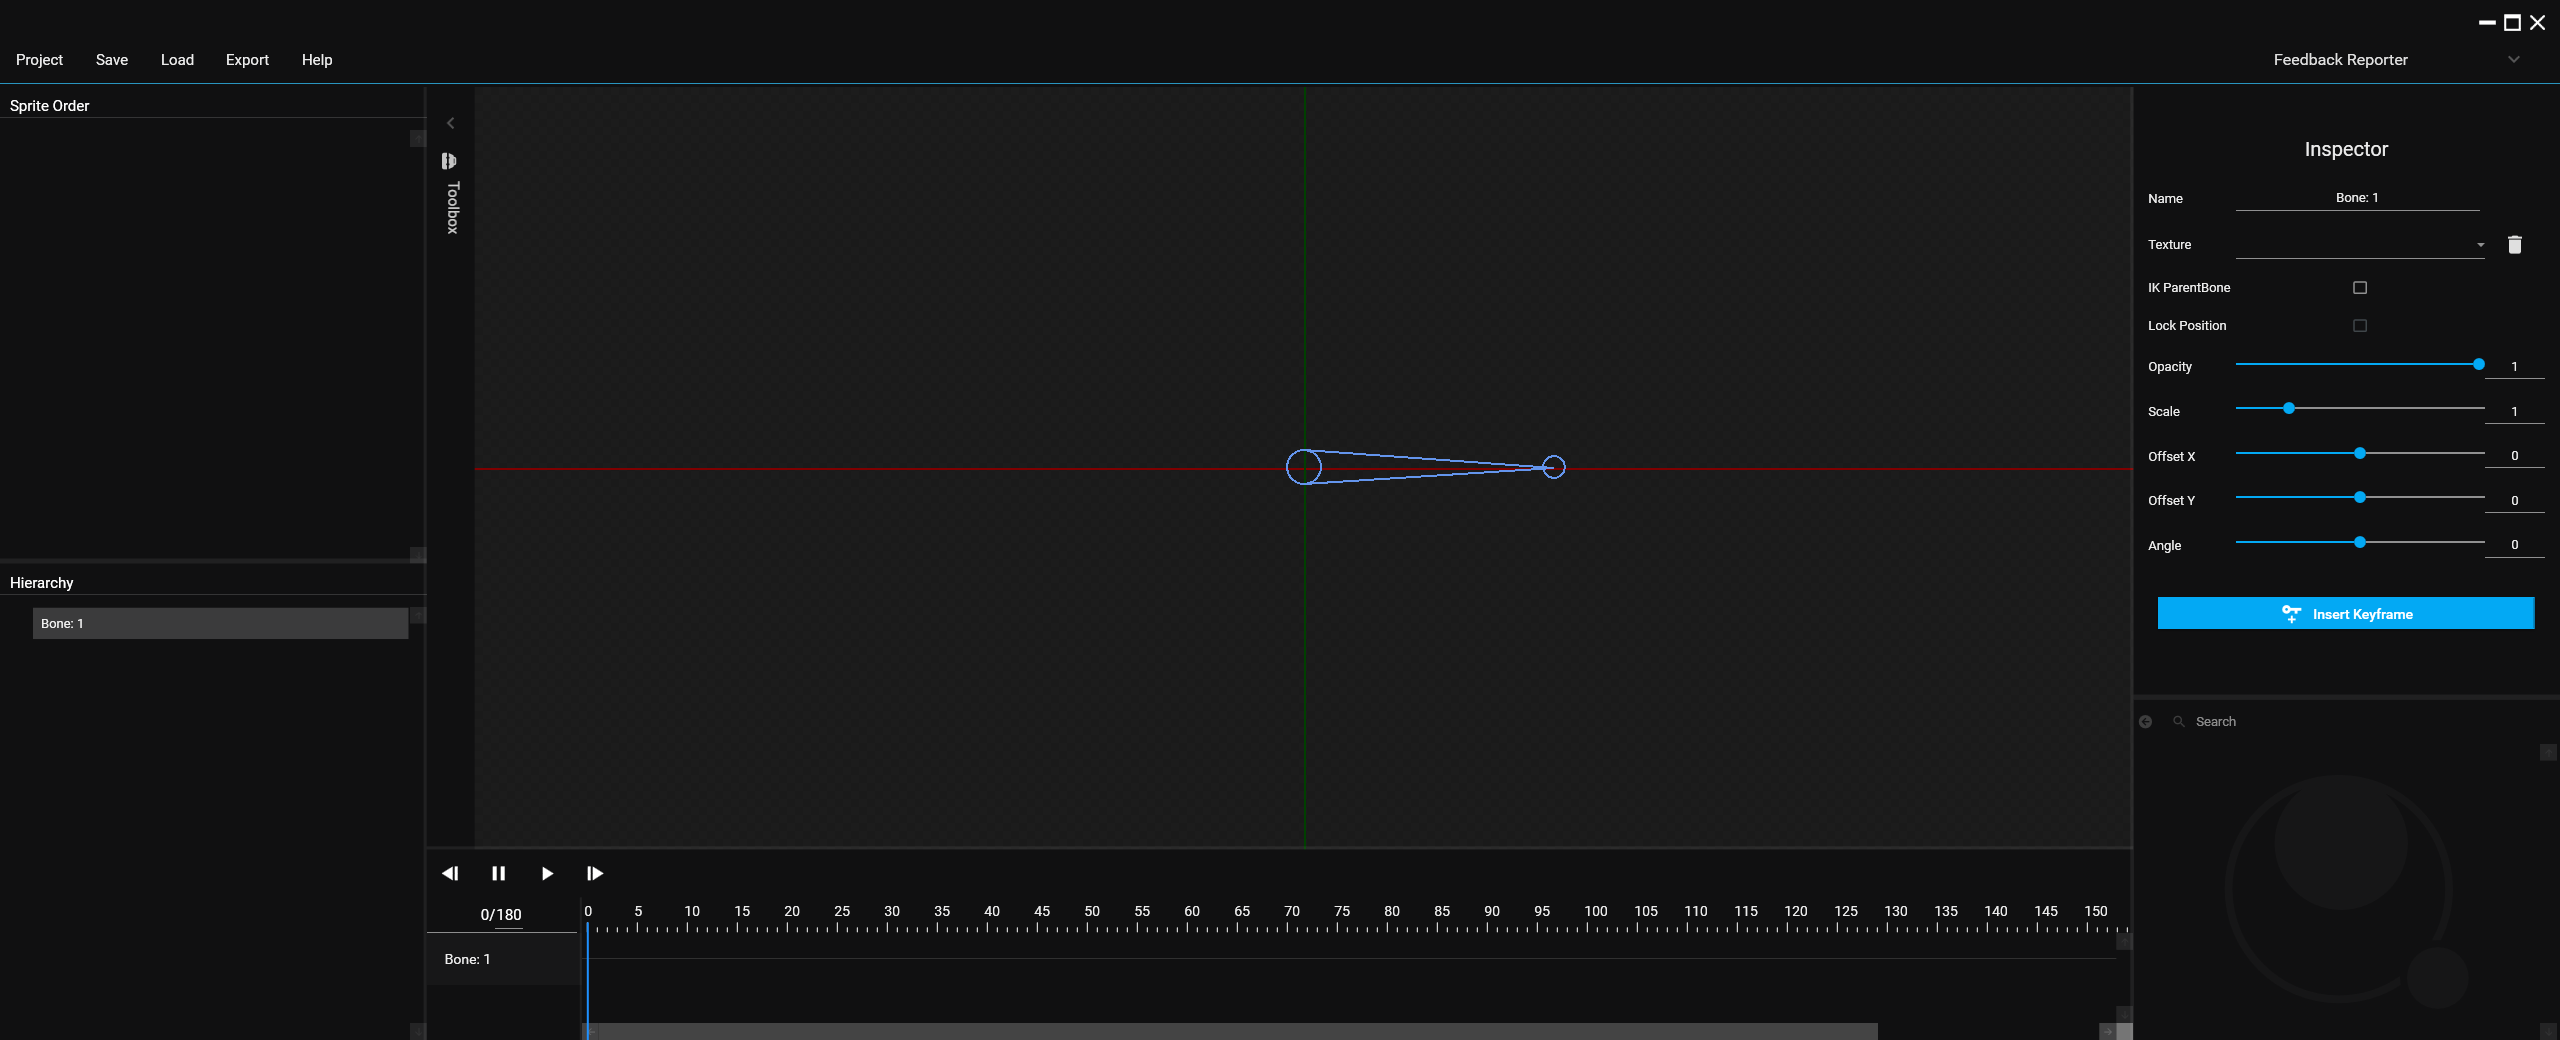 Project Save Load Export Help Feedback Reporter
Sprite Order
Toolbox
Hierarchy
Bone: 1
0/180
0 5 10 15 20 25 30 35 40 45 50 55 60 65 70 75 80 85 90 95 100 105 110 115 120 125 130 135 140 145 150
Bone: 1
Inspector
Name Bone: 1
Texture
IK ParentBone
Lock Position
Opacity 1
Scale 1
Offset X 0
Offset Y 0
Angle 0
Insert Keyframe
Search